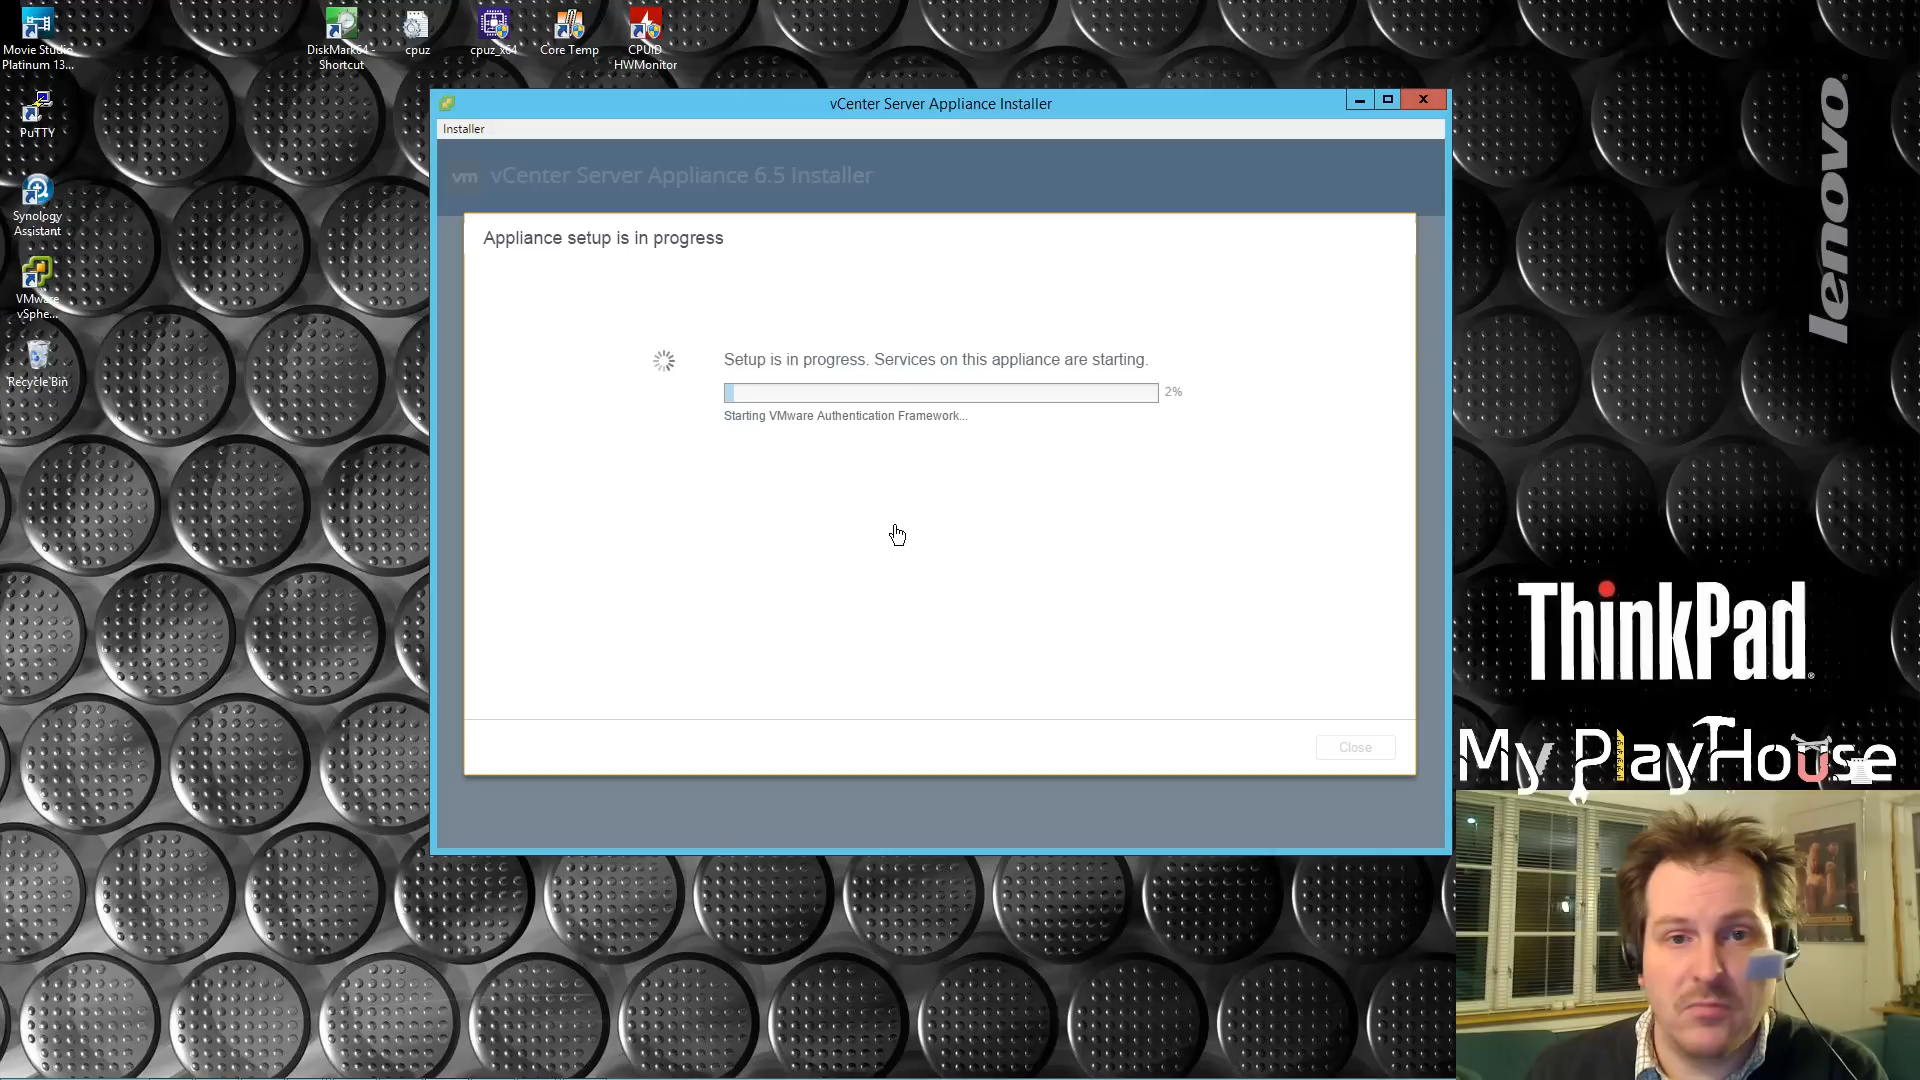 Movie Studio
Platinum 13...
DiskMark64 -
Shortcut
cpuz
cpuz_x64
Core Temp
CPUID
HWMonitor
PuTTY
Synology
Assistant
VMware
vSphe...
Recycle Bin
vCenter Server Appliance Installer
Installer
vm vCenter Server Appliance 6.5 Installer
Appliance setup is in progress
Setup is in progress. Services on this appliance are starting.
2%
Starting VMware Authentication Framework...
Close
lenovo
ThinkPad
My PlayHouse